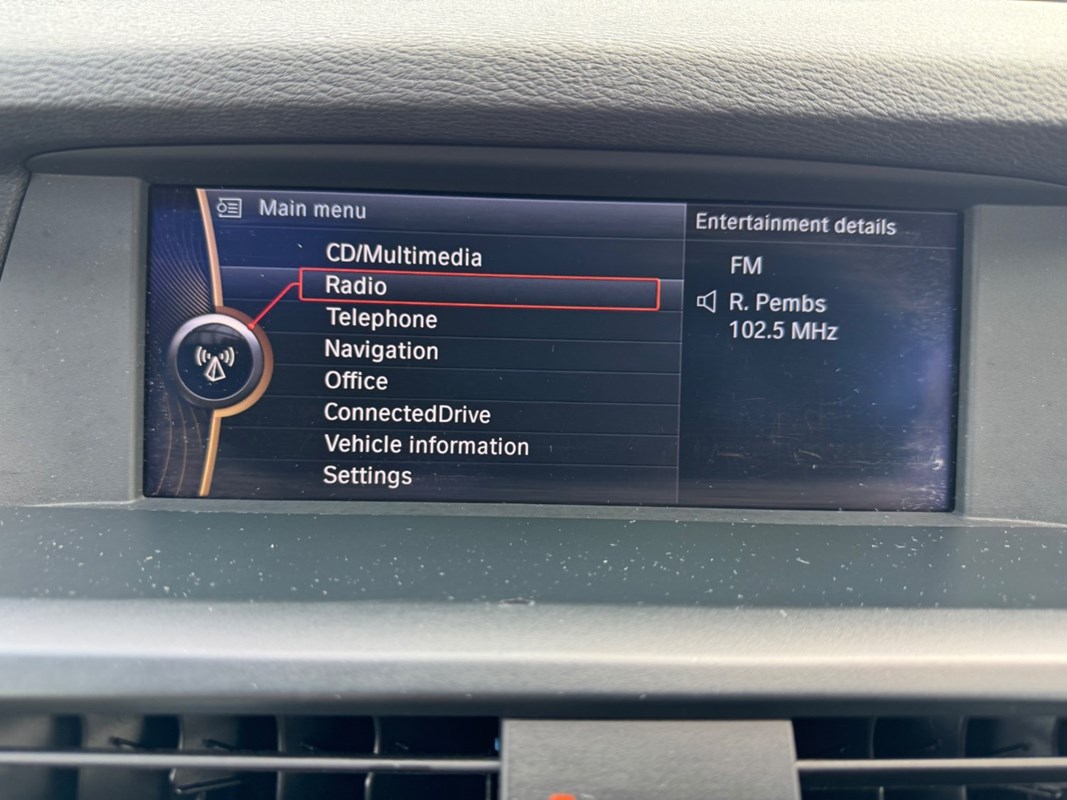 Main menu
CD/Multimedia
Radio
Telephone
Navigation
Office
ConnectedDrive
Vehicle information
Settings
Entertainment details
FM
R. Pembs
102.5 MHz